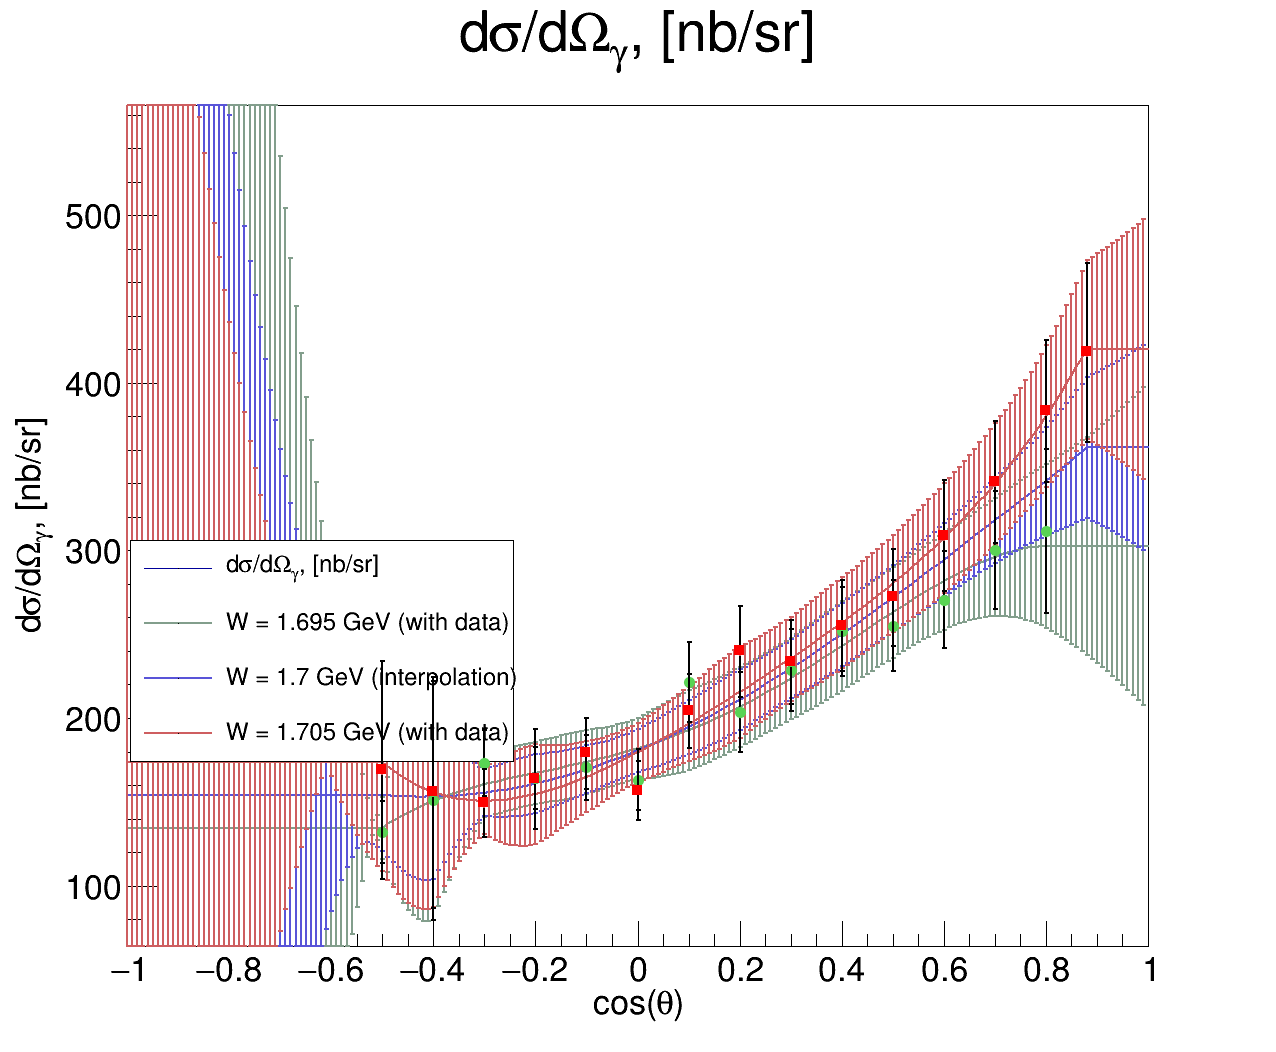 dσ/dΩγ, [nb/sr]
dσ/dΩγ, [nb/sr]
500
400
300
200
100
dσ/dΩγ, [nb/sr]
W = 1.695 GeV (with data)
W = 1.7 GeV (interpolation)
W = 1.705 GeV (with data)
−1 −0.8 −0.6 −0.4 −0.2 0 0.2 0.4 0.6 0.8 1
cos(θ)